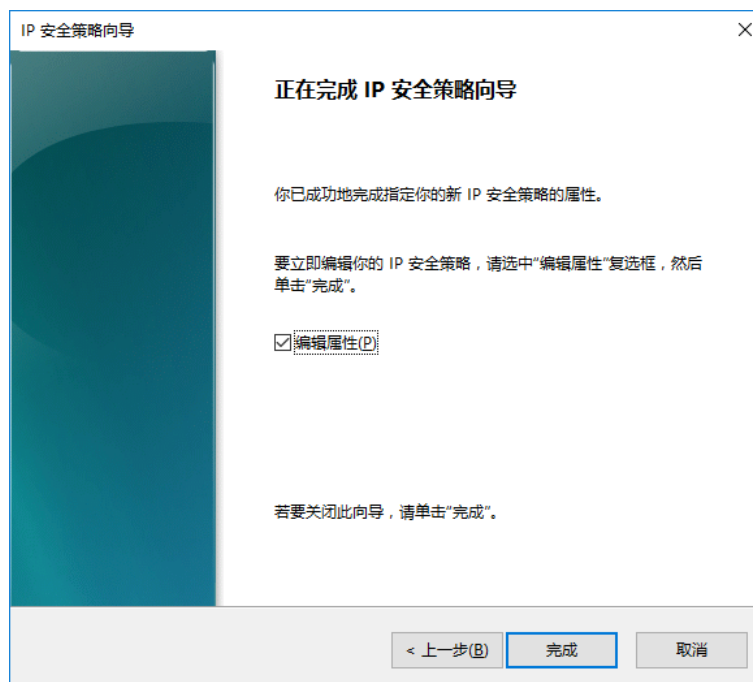 IP 安全策略向导
正在完成 IP 安全策略向导
你已成功地完成指定你的新 IP 安全策略的属性。
要立即编辑你的 IP 安全策略，请选中“编辑属性”复选框，然后
单击“完成”。
编辑属性(P)
若要关闭此向导，请单击“完成”。
< 上一步(B)
完成
取消